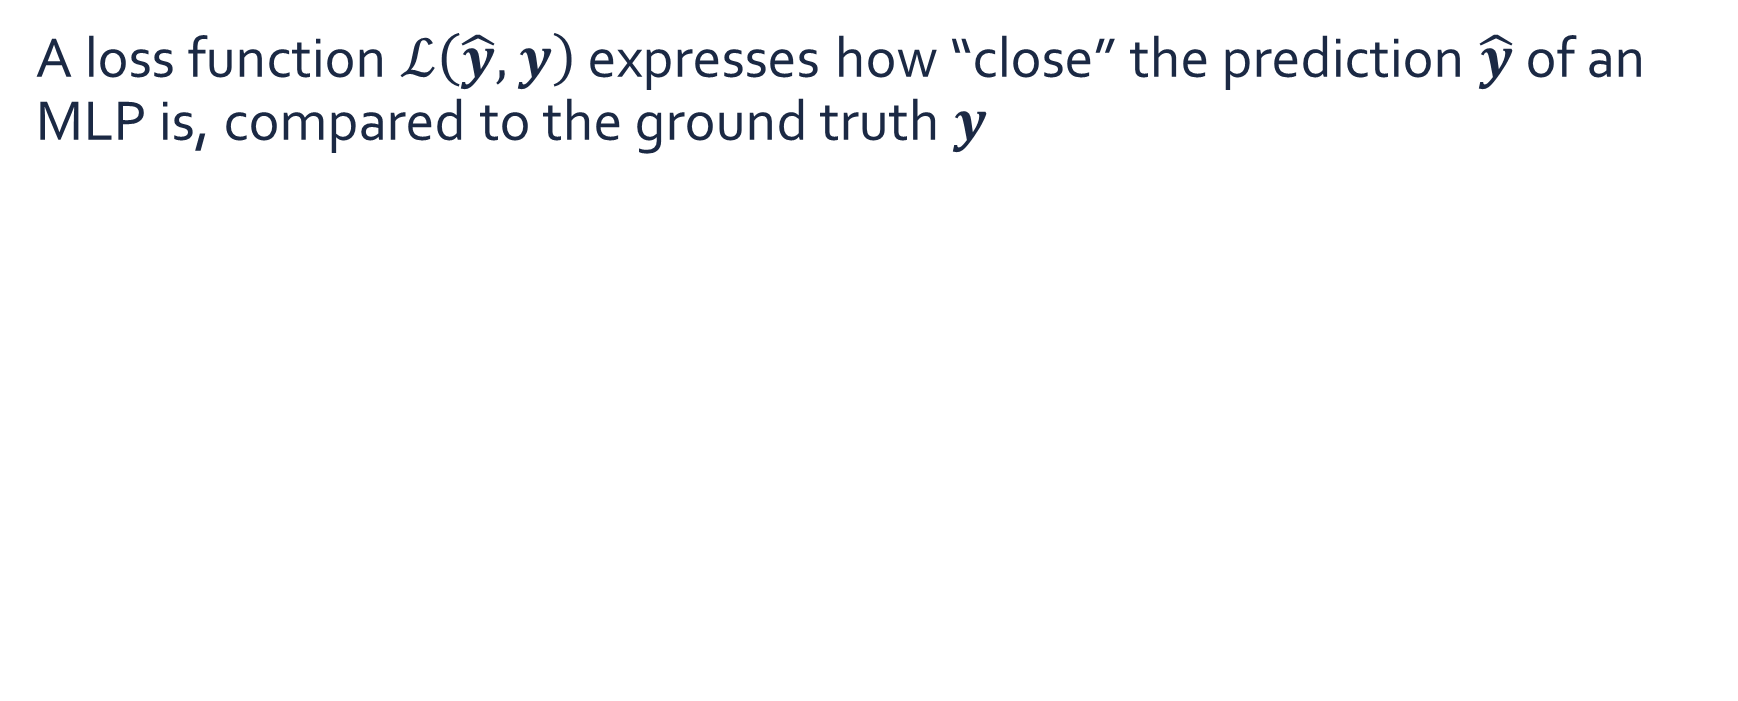 A loss function ℒ(ŷ, y) expresses how “close” the prediction ŷ of an
MLP is, compared to the ground truth y